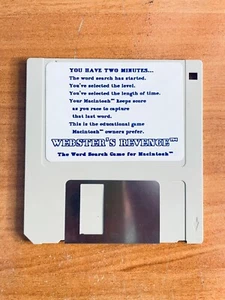 YOU HAVE TWO MINUTES...
The word search has started.
You've selected the level.
You've selected the length of time.
Your Macintosh™ keeps score
as you race to capture
that last word.
This is the educational game
Macintosh™ owners prefer.
WEBSTER'S REVENGE™
The Word Search Game for Macintosh™